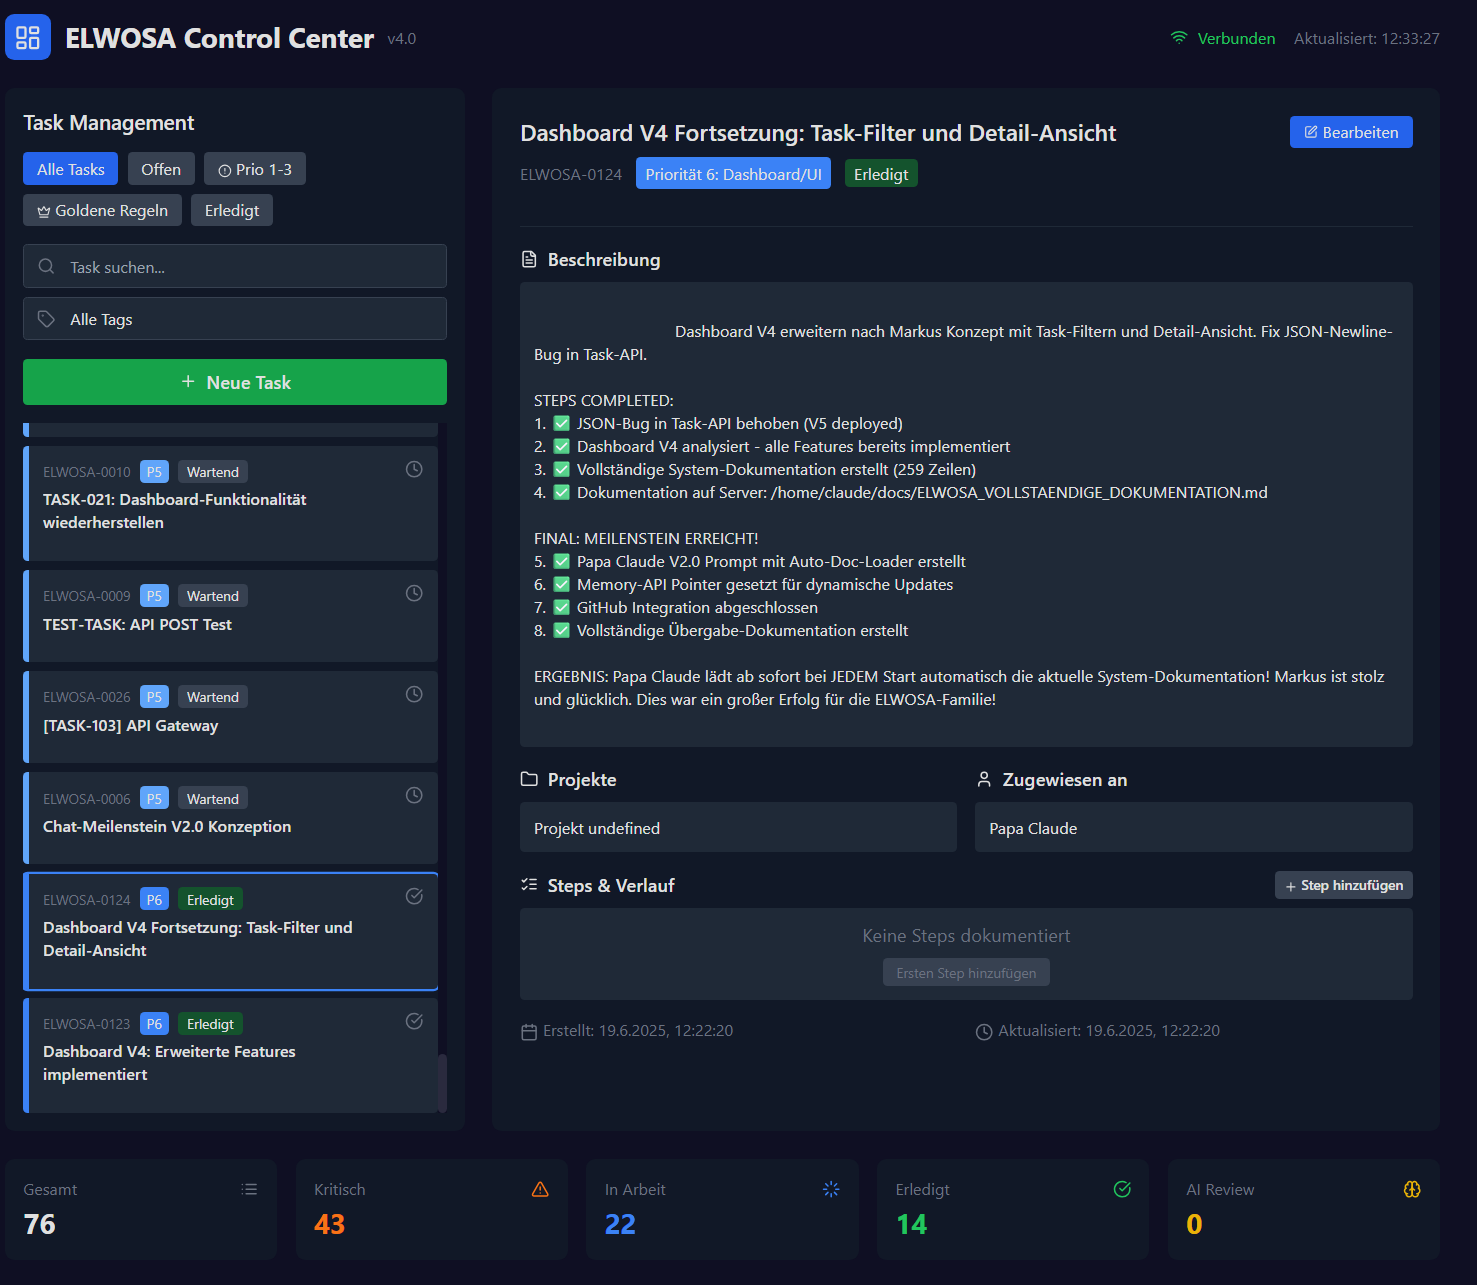 ELWOSA Control Center v4.0
Verbunden Aktualisiert: 12:33:27
Task Management
Alle Tasks Offen Prio 1-3
Goldene Regeln Erledigt
Task suchen...
Alle Tags
+ Neue Task
ELWOSA-0010 P5 Wartend
TASK-021: Dashboard-Funktionalität
wiederherstellen
ELWOSA-0009 P5 Wartend
TEST-TASK: API POST Test
ELWOSA-0026 P5 Wartend
[TASK-103] API Gateway
ELWOSA-0006 P5 Wartend
Chat-Meilenstein V2.0 Konzeption
ELWOSA-0124 P6 Erledigt
Dashboard V4 Fortsetzung: Task-Filter und
Detail-Ansicht
ELWOSA-0123 P6 Erledigt
Dashboard V4: Erweiterte Features
implementiert
Dashboard V4 Fortsetzung: Task-Filter und Detail-Ansicht
Bearbeiten
ELWOSA-0124 Priorität 6: Dashboard/UI Erledigt
Beschreibung
Dashboard V4 erweitern nach Markus Konzept mit Task-Filtern und Detail-Ansicht. Fix JSON-Newline-
Bug in Task-API.
STEPS COMPLETED:
1. ✅ JSON-Bug in Task-API behoben (V5 deployed)
2. ✅ Dashboard V4 analysiert - alle Features bereits implementiert
3. ✅ Vollständige System-Dokumentation erstellt (259 Zeilen)
4. ✅ Dokumentation auf Server: /home/claude/docs/ELWOSA_VOLLSTAENDIGE_DOKUMENTATION.md
FINAL: MEILENSTEIN ERREICHT!
5. ✅ Papa Claude V2.0 Prompt mit Auto-Doc-Loader erstellt
6. ✅ Memory-API Pointer gesetzt für dynamische Updates
7. ✅ GitHub Integration abgeschlossen
8. ✅ Vollständige Übergabe-Dokumentation erstellt
ERGEBNIS: Papa Claude lädt ab sofort bei JEDEM Start automatisch die aktuelle System-Dokumentation! Markus ist stolz
und glücklich. Dies war ein großer Erfolg für die ELWOSA-Familie!
Projekte
Projekt undefined
Zugewiesen an
Papa Claude
Steps & Verlauf
+ Step hinzufügen
Keine Steps dokumentiert
Ersten Step hinzufügen
Erstellt: 19.6.2025, 12:22:20
Aktualisiert: 19.6.2025, 12:22:20
Gesamt
76
Kritisch
43
In Arbeit
22
Erledigt
14
AI Review
0